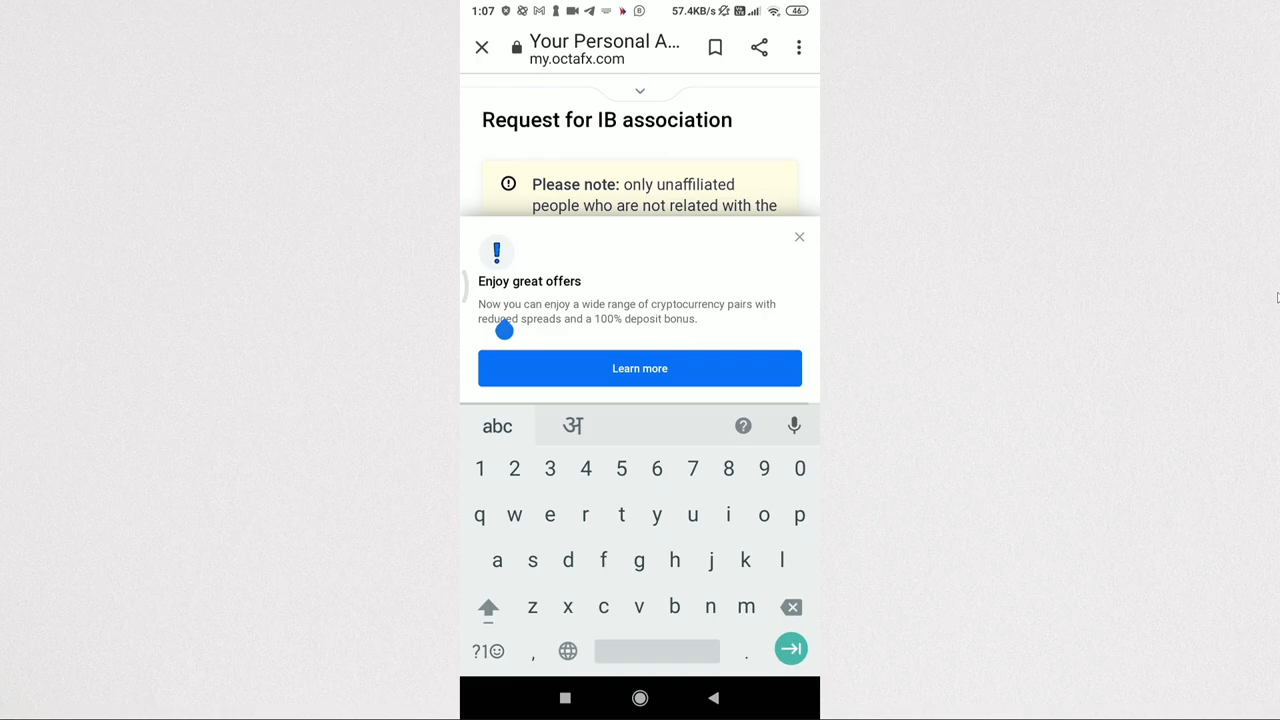 1:07 57.4KB/s 46
Your Personal A...
my.octafx.com
Request for IB association
Please note: only unaffiliated
people who are not related with the
Enjoy great offers
Now you can enjoy a wide range of cryptocurrency pairs with
reduced spreads and a 100% deposit bonus.
Learn more
abc अ
1 2 3 4 5 6 7 8 9 0
q w e r t y u i o p
a s d f g h j k l
z x c v b n m
?1☺ , .